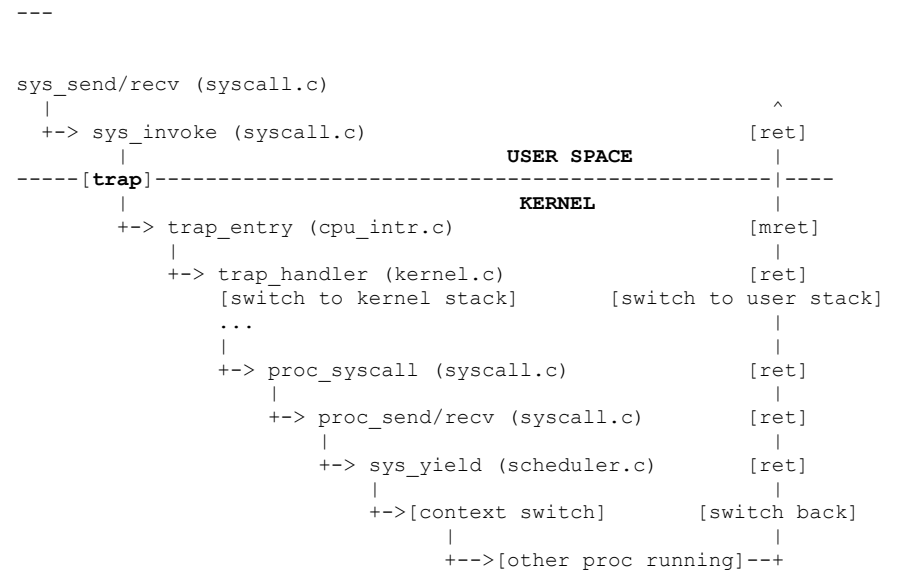 ---
sys_send/recv (syscall.c)
  |                                                          ^
  +-> sys_invoke (syscall.c)                               [ret]
        |                              USER SPACE            |
-----[trap]-------------------------------------------------|----
        |                               KERNEL               |
        +-> trap_entry (cpu_intr.c)                        [mret]
            |                                                |
            +-> trap_handler (kernel.c)                    [ret]
                [switch to kernel stack]       [switch to user stack]
                ...                                          |
                |                                            |
                +-> proc_syscall (syscall.c)               [ret]
                    |                                        |
                    +-> proc_send/recv (syscall.c)         [ret]
                        |                                    |
                        +-> sys_yield (scheduler.c)        [ret]
                            |                                |
                            +->[context switch]        [switch back]
                                  |                          |
                                  +-->[other proc running]--+